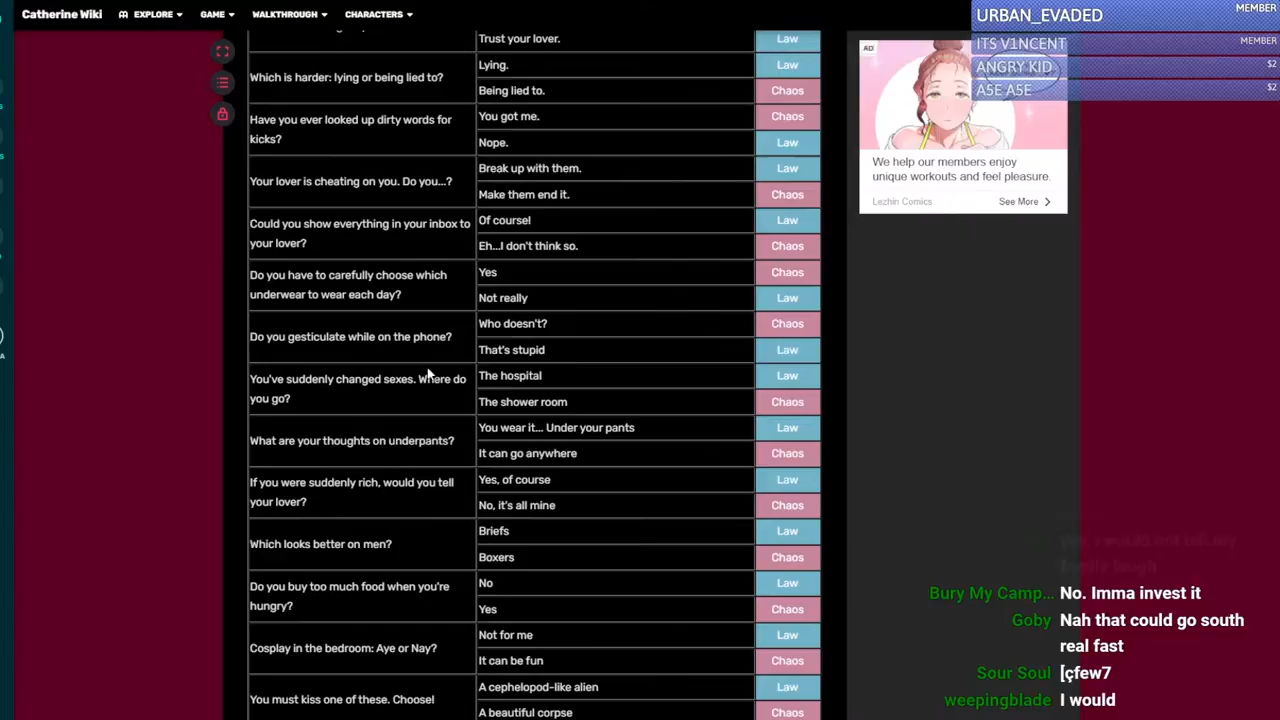 Catherine Wiki
EXPLORE
GAME
WALKTHROUGH
CHARACTERS
URBAN_EVADED
MEMBER
ITS V1NCENT
MEMBER
ANGRY KID
$2
A5E A5E
$2
Trust your lover.
Law
Which is harder: lying or being lied to?
Lying.
Law
Being lied to.
Chaos
Have you ever looked up dirty words for
kicks?
You got me.
Chaos
Nope.
Law
Your lover is cheating on you. Do you...?
Break up with them.
Law
Make them end it.
Chaos
Could you show everything in your inbox to
your lover?
Of course!
Law
Eh...I don't think so.
Chaos
Do you have to carefully choose which
underwear to wear each day?
Yes
Chaos
Not really
Law
Do you gesticulate while on the phone?
Who doesn't?
Chaos
That's stupid
Law
You've suddenly changed sexes. Where do
you go?
The hospital
Law
The shower room
Chaos
What are your thoughts on underpants?
You wear it... Under your pants
Law
It can go anywhere
Chaos
If you were suddenly rich, would you tell
your lover?
Yes, of course
Law
No, it's all mine
Chaos
Which looks better on men?
Briefs
Law
Boxers
Chaos
Do you buy too much food when you're
hungry?
No
Law
Yes
Chaos
Cosplay in the bedroom: Aye or Nay?
Not for me
Law
It can be fun
Chaos
You must kiss one of these. Choose!
A cephelopod-like alien
Law
A beautiful corpse
Chaos
AD
We help our members enjoy
unique workouts and feel pleasure.
Lezhin Comics
See More
Bury My Camp... No. Imma invest it
Goby Nah that could go south
real fast
Sour Soul [çfew7
weepingblade I would